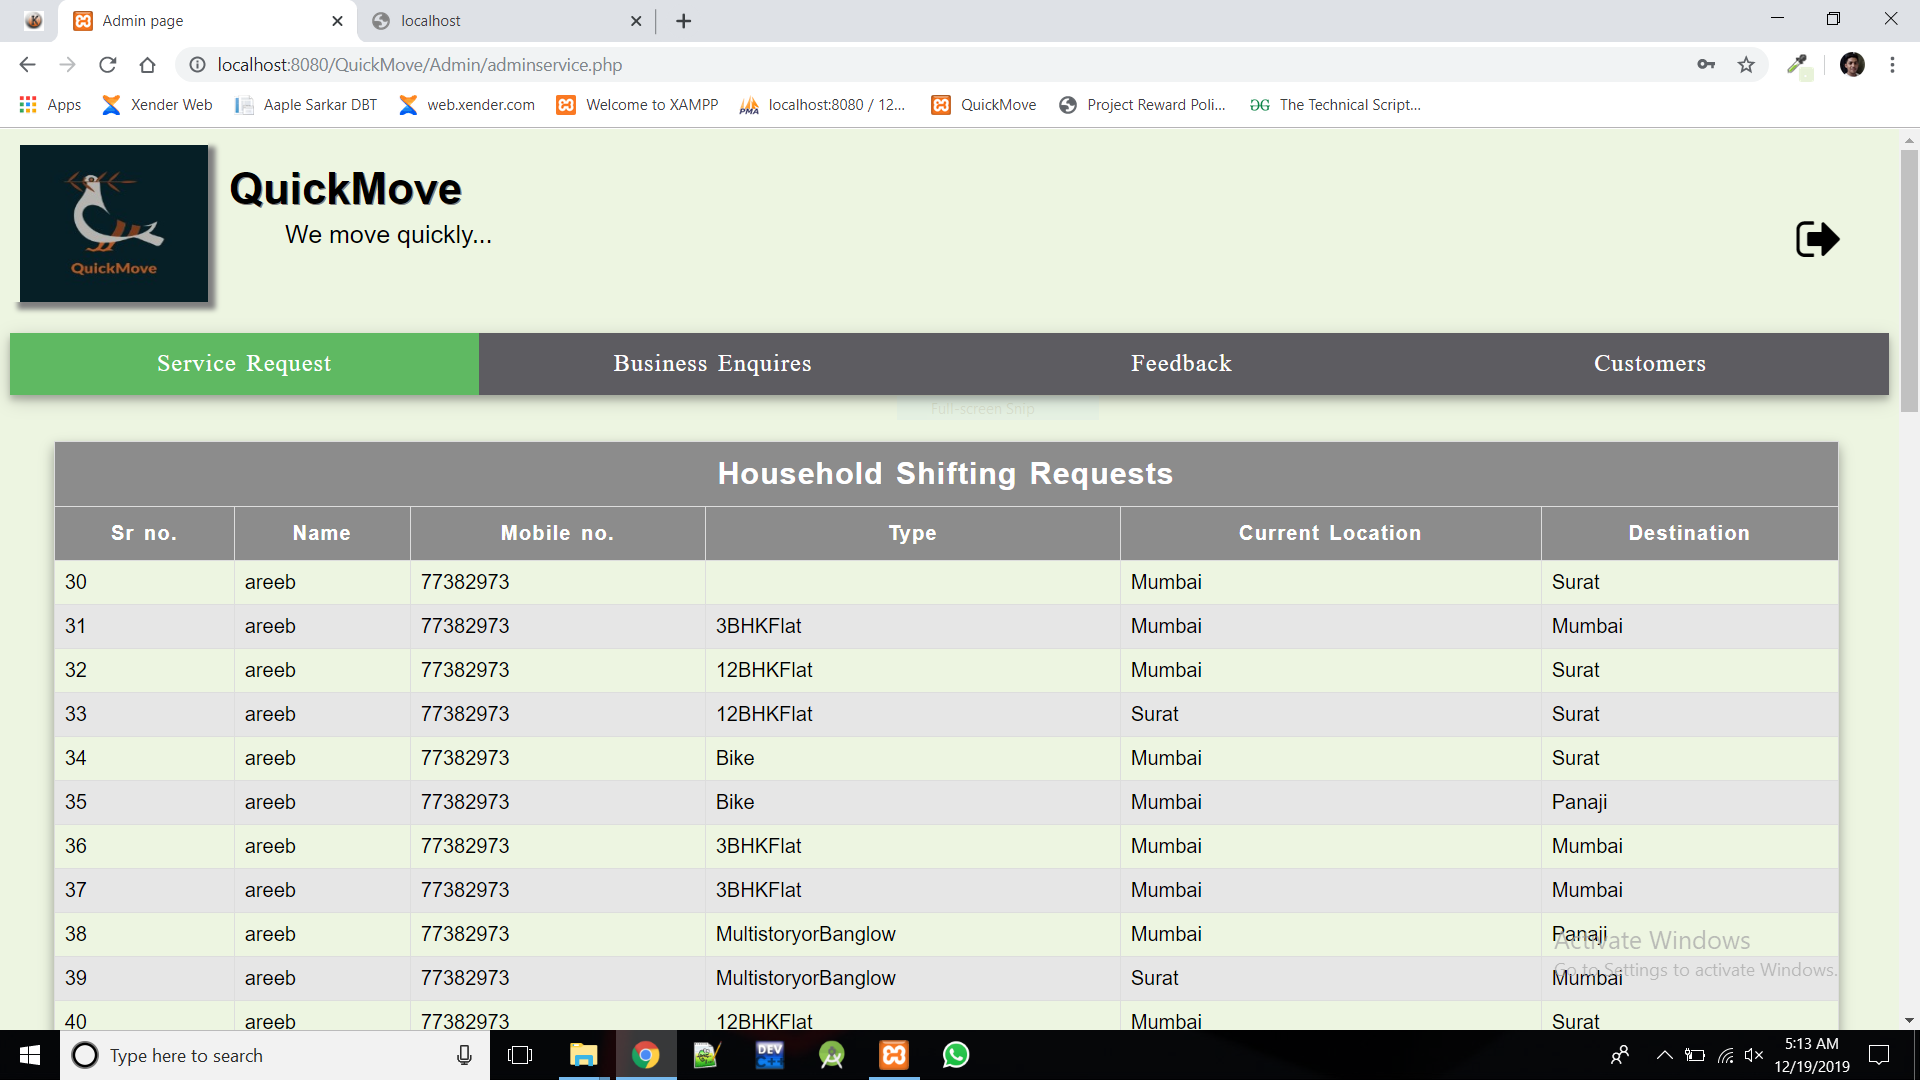 Admin page
localhost
localhost:8080/QuickMove/Admin/adminservice.php
Apps Xender Web Aaple Sarkar DBT web.xender.com Welcome to XAMPP localhost:8080 / 12... QuickMove Project Reward Poli... The Technical Script...
QuickMove
QuickMove
We move quickly...
Service Request Business Enquires Feedback Customers
Full-screen Snip
Household Shifting Requests
Sr no. Name Mobile no. Type Current Location Destination
30 areeb 77382973 Mumbai Surat
31 areeb 77382973 3BHKFlat Mumbai Mumbai
32 areeb 77382973 12BHKFlat Mumbai Surat
33 areeb 77382973 12BHKFlat Surat Surat
34 areeb 77382973 Bike Mumbai Surat
35 areeb 77382973 Bike Mumbai Panaji
36 areeb 77382973 3BHKFlat Mumbai Mumbai
37 areeb 77382973 3BHKFlat Mumbai Mumbai
38 areeb 77382973 MultistoryorBanglow Mumbai Panaji
39 areeb 77382973 MultistoryorBanglow Surat Mumbai
40 areeb 77382973 12BHKFlat Mumbai Surat
Activate Windows
Go to Settings to activate Windows.
Type here to search
DEV
5:13 AM
12/19/2019